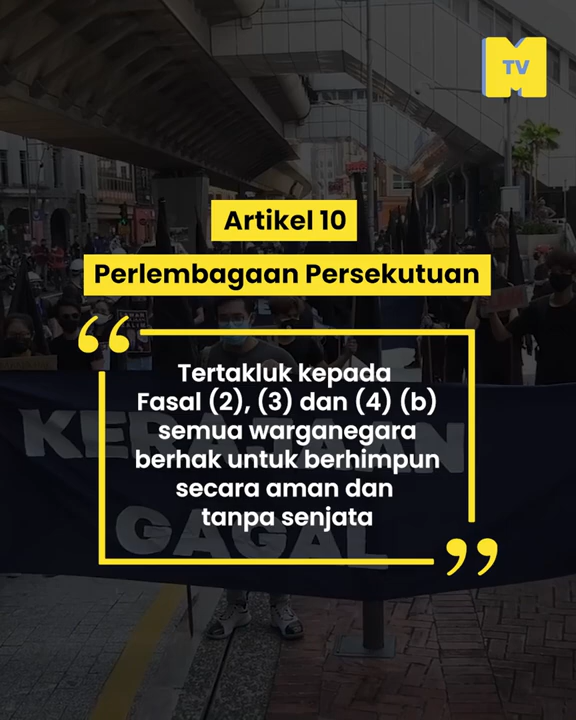 M
TV
Artikel 10
Perlembagaan Persekutuan
“
Tertakluk kepada
Fasal (2), (3) dan (4) (b)
semua warganegara
berhak untuk berhimpun
secara aman dan
tanpa senjata
”
KERAJAAN
GAGAL